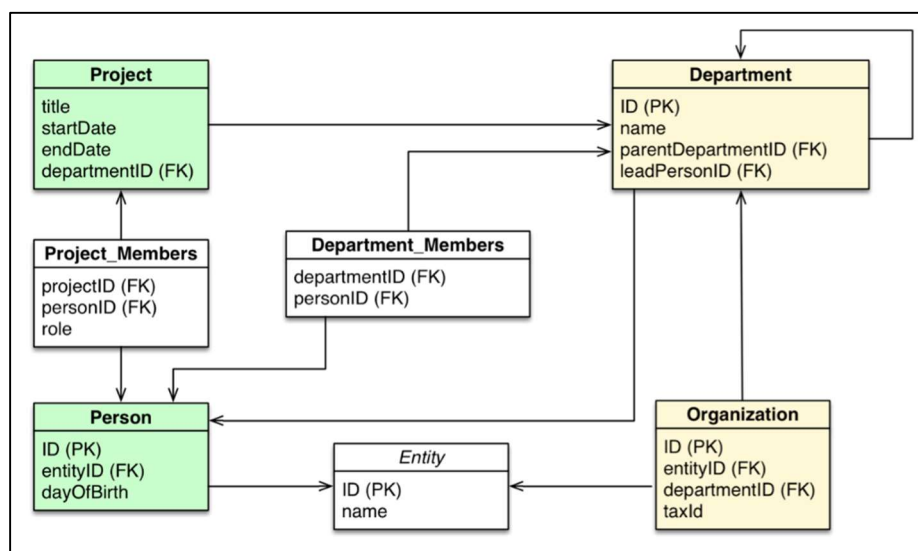 Project
title
startDate
endDate
departmentID (FK)
Department
ID (PK)
name
parentDepartmentID (FK)
leadPersonID (FK)
Project_Members
projectID (FK)
personID (FK)
role
Department_Members
departmentID (FK)
personID (FK)
Person
ID (PK)
entityID (FK)
dayOfBirth
Entity
ID (PK)
name
Organization
ID (PK)
entityID (FK)
departmentID (FK)
taxId